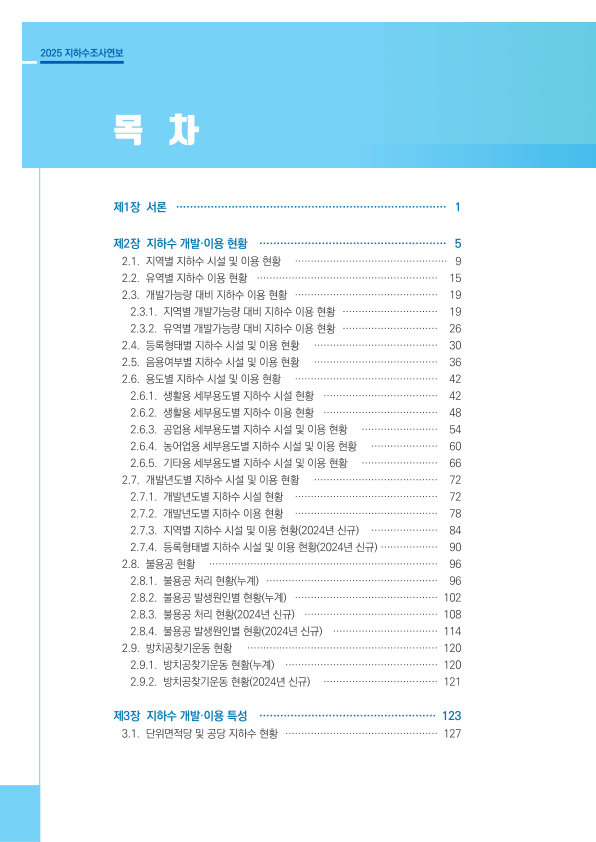 2025 지하수조사연보
목 차
제1장 서론 ········ 1
제2장 지하수 개발·이용 현황 ········ 5
2.1. 지역별 지하수 시설 및 이용 현황 ········ 9
2.2. 유역별 지하수 이용 현황 ········ 15
2.3. 개발가능량 대비 지하수 이용 현황 ········ 19
2.3.1. 지역별 개발가능량 대비 지하수 이용 현황 ········ 19
2.3.2. 유역별 개발가능량 대비 지하수 이용 현황 ········ 26
2.4. 등록형태별 지하수 시설 및 이용 현황 ········ 30
2.5. 음용여부별 지하수 시설 및 이용 현황 ········ 36
2.6. 용도별 지하수 시설 및 이용 현황 ········ 42
2.6.1. 생활용 세부용도별 지하수 시설 현황 ········ 42
2.6.2. 생활용 세부용도별 지하수 이용 현황 ········ 48
2.6.3. 공업용 세부용도별 지하수 시설 및 이용 현황 ········ 54
2.6.4. 농어업용 세부용도별 지하수 시설 및 이용 현황 ········ 60
2.6.5. 기타용 세부용도별 지하수 시설 및 이용 현황 ········ 66
2.7. 개발년도별 지하수 시설 및 이용 현황 ········ 72
2.7.1. 개발년도별 지하수 시설 현황 ········ 72
2.7.2. 개발년도별 지하수 이용 현황 ········ 78
2.7.3. 지역별 지하수 시설 및 이용 현황(2024년 신규) ········ 84
2.7.4. 등록형태별 지하수 시설 및 이용 현황(2024년 신규) ········ 90
2.8. 불용공 현황 ········ 96
2.8.1. 불용공 처리 현황(누계) ········ 96
2.8.2. 불용공 발생원인별 현황(누계) ········ 102
2.8.3. 불용공 처리 현황(2024년 신규) ········ 108
2.8.4. 불용공 발생원인별 현황(2024년 신규) ········ 114
2.9. 방치공찾기운동 현황 ········ 120
2.9.1. 방치공찾기운동 현황(누계) ········ 120
2.9.2. 방치공찾기운동 현황(2024년 신규) ········ 121
제3장 지하수 개발·이용 특성 ········ 123
3.1. 단위면적당 및 공당 지하수 현황 ········ 127